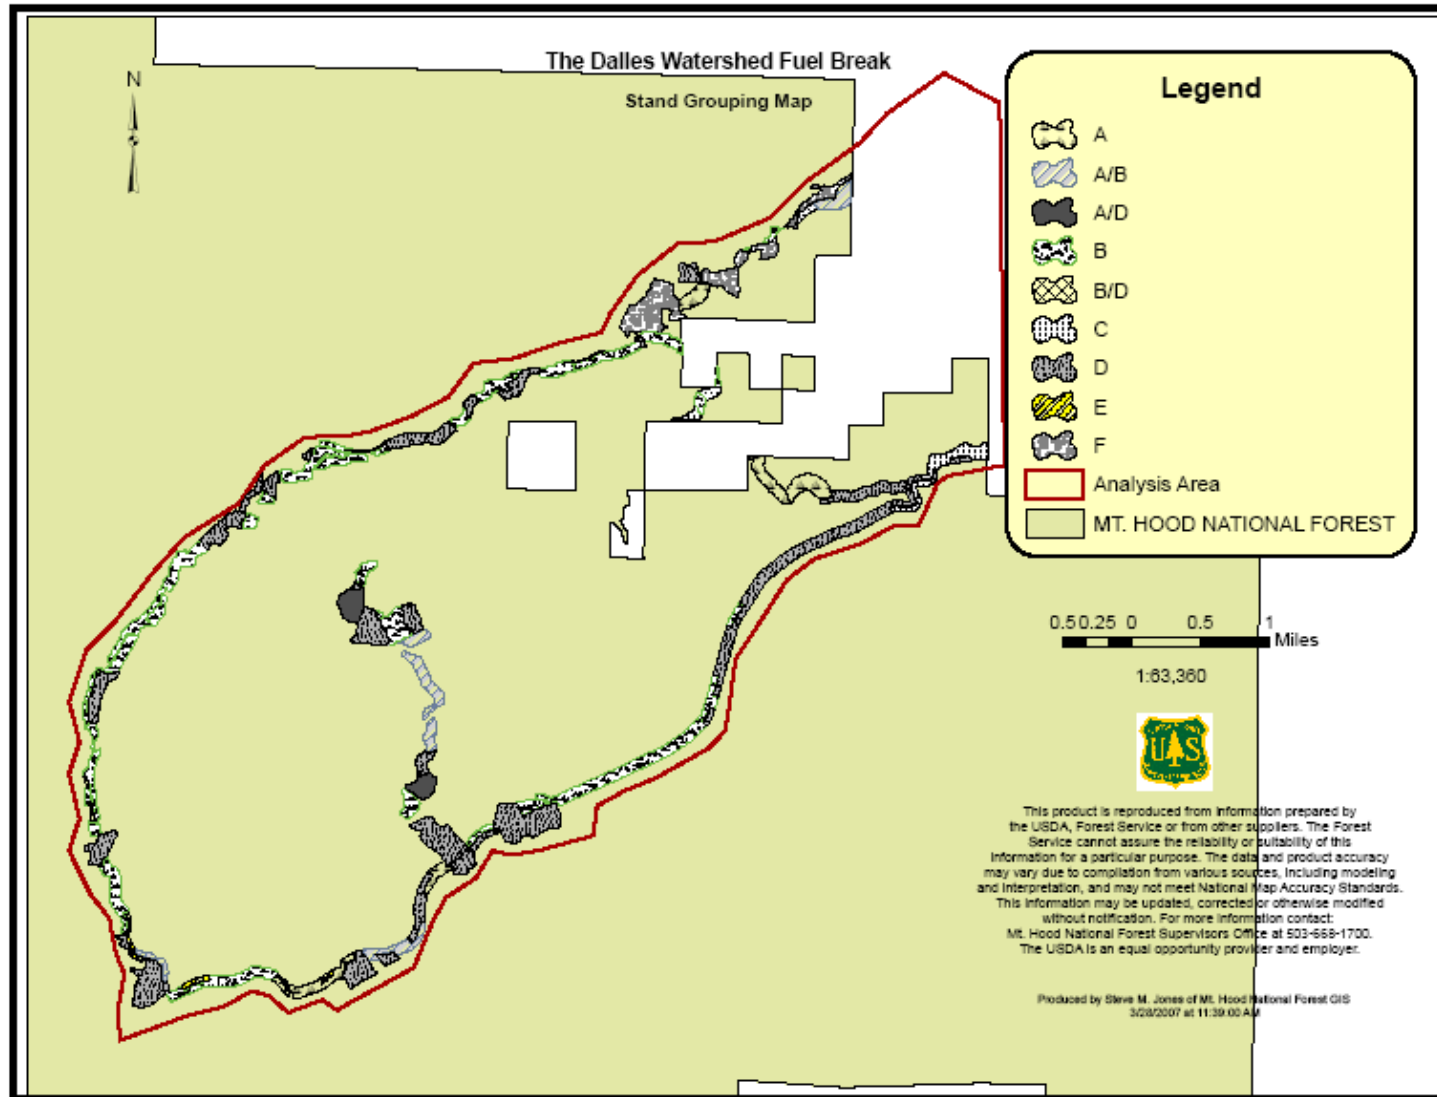 The Dalles Watershed Fuel Break
Stand Grouping Map
N
Legend
A
A/B
A/D
B
B/D
C
D
E
F
Analysis Area
MT. HOOD NATIONAL FOREST
0.5 0.25 0 0.5 1
Miles
1:63,360
U S
This product is reproduced from information prepared by
the USDA, Forest Service or from other suppliers. The Forest
Service cannot assure the reliability or suitability of this
information for a particular purpose. The data and product accuracy
may vary due to compilation from various sources, including modeling
and interpretation, and may not meet National Map Accuracy Standards.
This information may be updated, corrected or otherwise modified
without notification. For more information contact:
Mt. Hood National Forest Supervisors Office at 503-668-1700.
The USDA is an equal opportunity provider and employer.
Produced by Steve M. Jones of Mt. Hood National Forest GIS
3/28/2007 at 11:39:00 AM